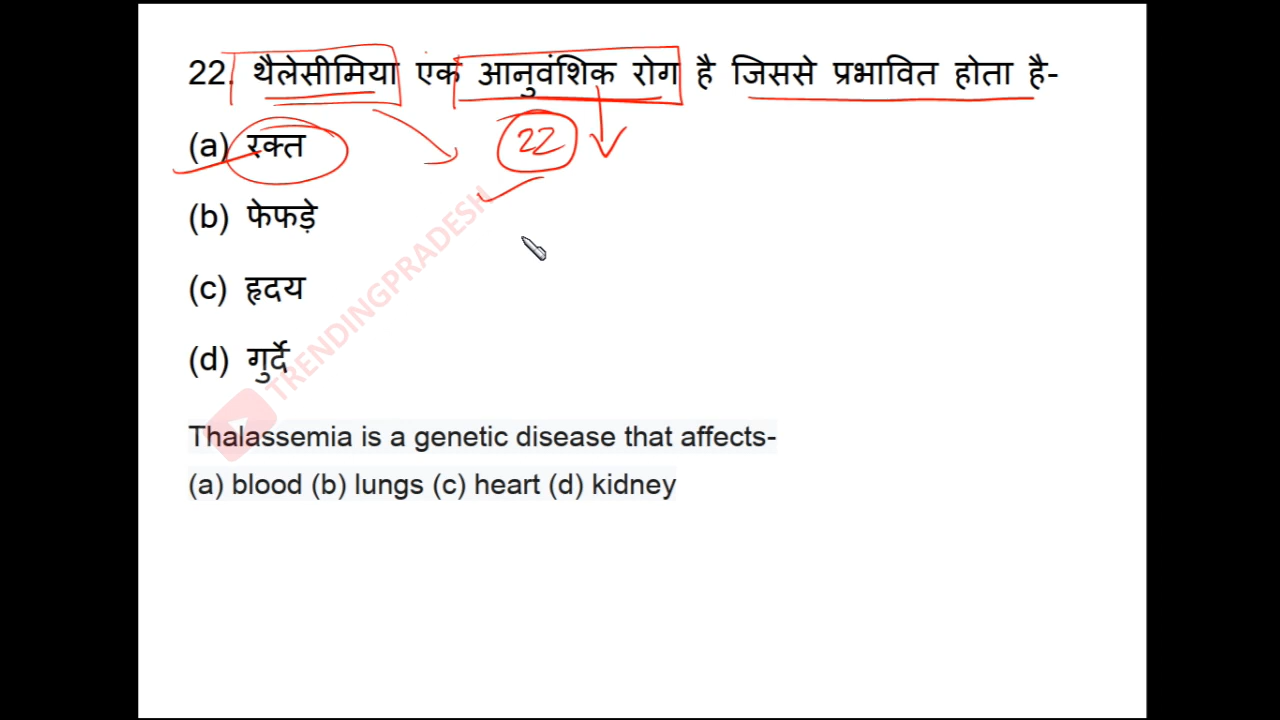 22. थैलेसीमिया एक आनुवंशिक रोग है जिससे प्रभावित होता है-
(a) रक्त
22
(b) फेफड़े
(c) हृदय
(d) गुर्दे
TRENDINGPRADESH
Thalassemia is a genetic disease that affects-
(a) blood (b) lungs (c) heart (d) kidney